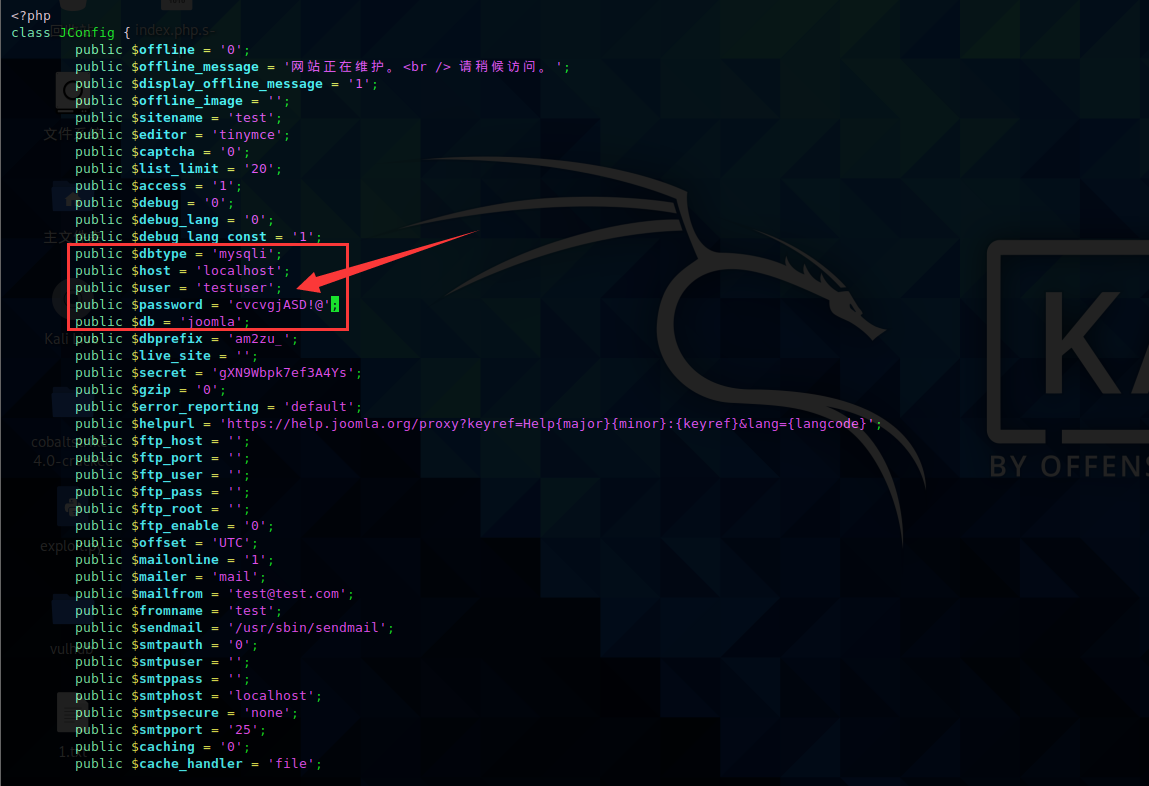 <?php
class JConfig {
index.php.s-
public $offline = '0';
public $offline_message = '网站正在维护。<br /> 请稍候访问。';
public $display_offline_message = '1';
public $offline_image = '';
public $sitename = 'test';
public $editor = 'tinymce';
public $captcha = '0';
public $list_limit = '20';
public $access = '1';
public $debug = '0';
public $debug_lang = '0';
public $debug_lang_const = '1';
public $dbtype = 'mysqli';
public $host = 'localhost';
public $user = 'testuser';
public $password = 'cvcvgjASD!@';
public $db = 'joomla';
public $dbprefix = 'am2zu_';
public $live_site = '';
public $secret = 'gXN9Wbpk7ef3A4Ys';
public $gzip = '0';
public $error_reporting = 'default';
public $helpurl = 'https://help.joomla.org/proxy?keyref=Help{major}{minor}:{keyref}&lang={langcode}';
public $ftp_host = '';
public $ftp_port = '';
public $ftp_user = '';
public $ftp_pass = '';
public $ftp_root = '';
public $ftp_enable = '0';
public $offset = 'UTC';
public $mailonline = '1';
public $mailer = 'mail';
public $mailfrom = 'test@test.com';
public $fromname = 'test';
public $sendmail = '/usr/sbin/sendmail';
public $smtpauth = '0';
public $smtpuser = '';
public $smtppass = '';
public $smtphost = 'localhost';
public $smtpsecure = 'none';
public $smtpport = '25';
public $caching = '0';
public $cache_handler = 'file';
文件
主文
Kali
4.0-
1.txt
KA
BY OFFENS